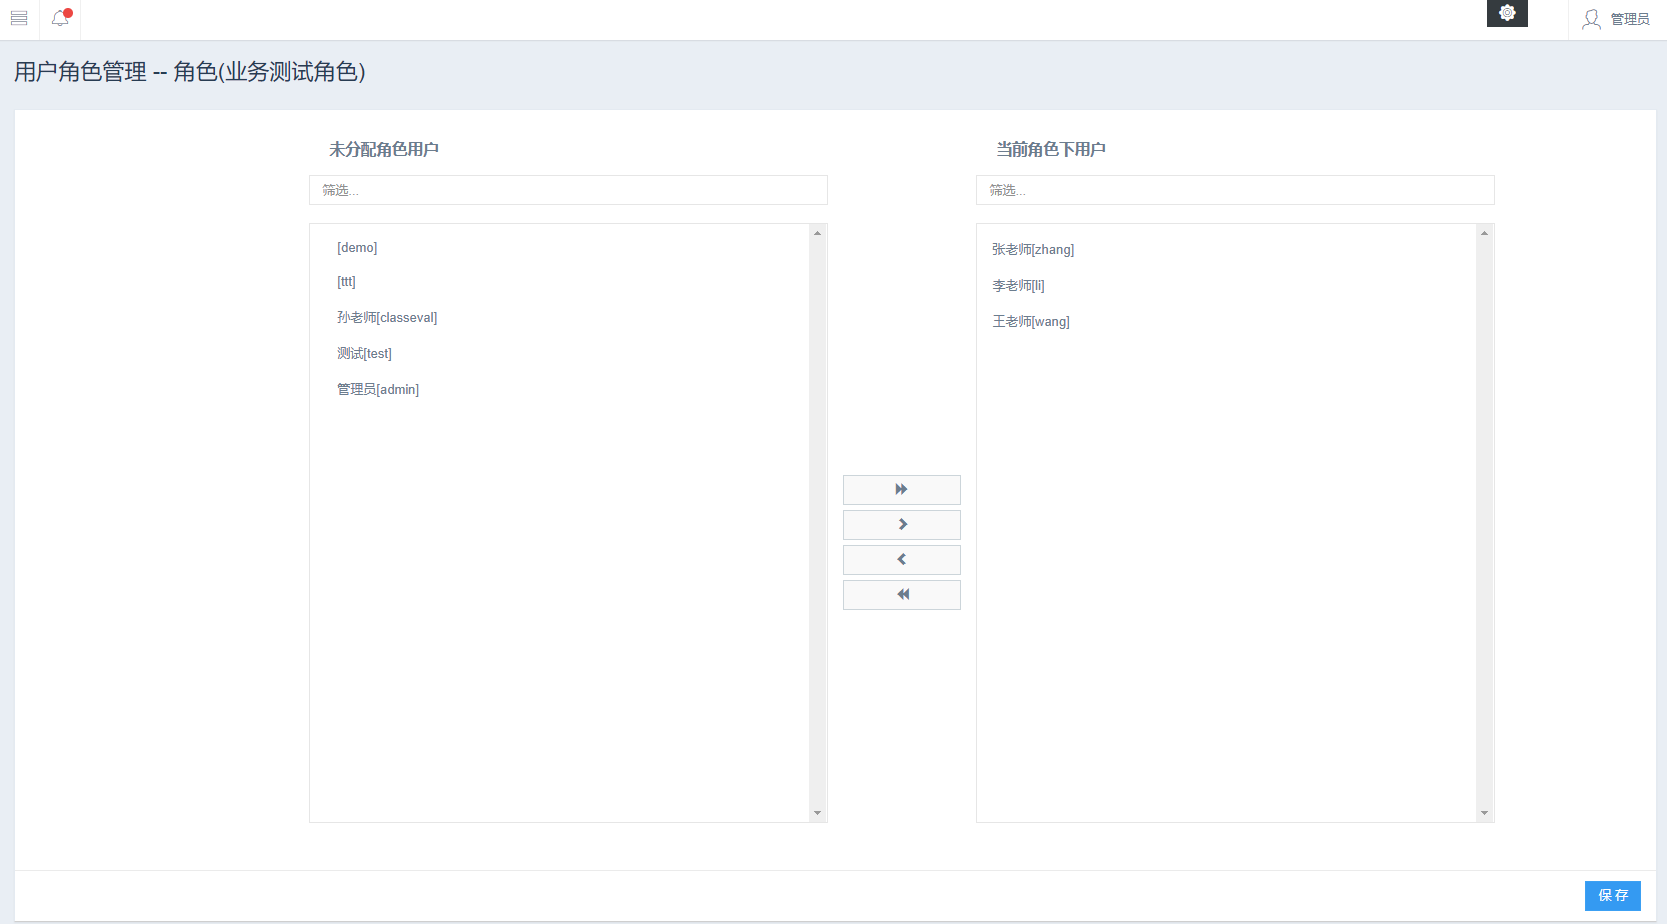 管理员
用户角色管理 -- 角色(业务测试角色)
未分配角色用户
筛选...
[demo]
[ttt]
孙老师[classeval]
测试[test]
管理员[admin]
当前角色下用户
筛选...
张老师[zhang]
李老师[li]
王老师[wang]
保存